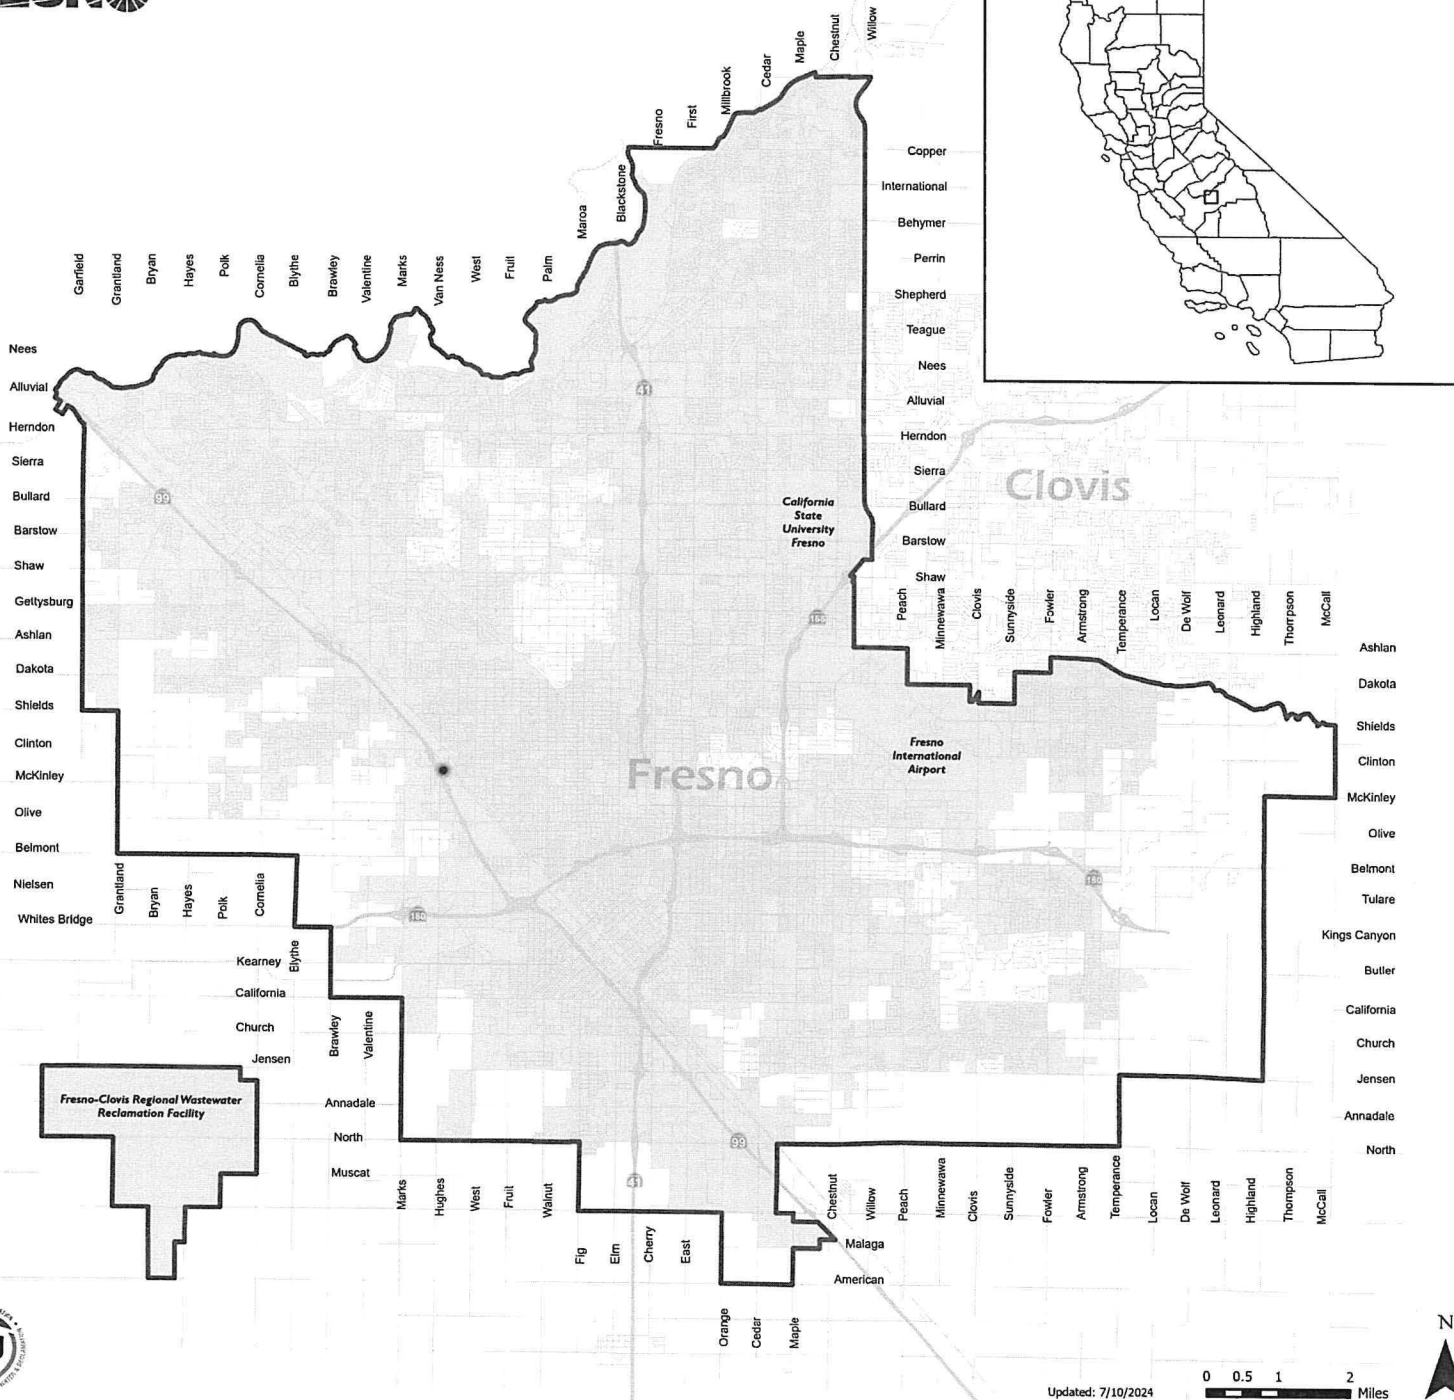 Willow
Chestnut
Maple
Cedar
Millbrook
First
Fresno
Blackstone
Maroa
Palm
Fruit
West
Van Ness
Marks
Valentine
Brawley
Blythe
Cornelia
Polk
Hayes
Bryan
Grantland
Garfield
Copper
International
Behymer
Perrin
Shepherd
Teague
Nees
Alluvial
Herndon
Sierra
Bullard
Barstow
Shaw
Nees
Alluvial
Herndon
Sierra
Bullard
Barstow
Shaw
Gettysburg
Ashlan
Dakota
Shields
Clinton
McKinley
Olive
Belmont
Nielsen
Whites Bridge
41
99
Clovis
California
State
University
Fresno
168
Peach
Minnewawa
Clovis
Sunnyside
Fowler
Armstrong
Temperance
Locan
De Wolf
Leonard
Highland
Thompson
McCall
Ashlan
Dakota
Shields
Clinton
McKinley
Olive
Belmont
Tulare
Kings Canyon
Butler
California
Church
Jensen
Annadale
North
Fresno
International
Airport
Fresno
180
180
Grantland
Bryan
Hayes
Polk
Cornelia
Blythe
Kearney
California
Church
Jensen
Brawley
Valentine
Annadale
North
Muscat
Fresno-Clovis Regional Wastewater
Reclamation Facility
99
41
Marks
Hughes
West
Fruit
Walnut
Fig
Elm
Cherry
East
Orange
Cedar
Maple
Chestnut
Willow
Peach
Minnewawa
Clovis
Sunnyside
Fowler
Armstrong
Temperance
Locan
De Wolf
Leonard
Highland
Thompson
McCall
Malaga
American
N
0 0.5 1 2
Miles
Updated: 7/10/2024